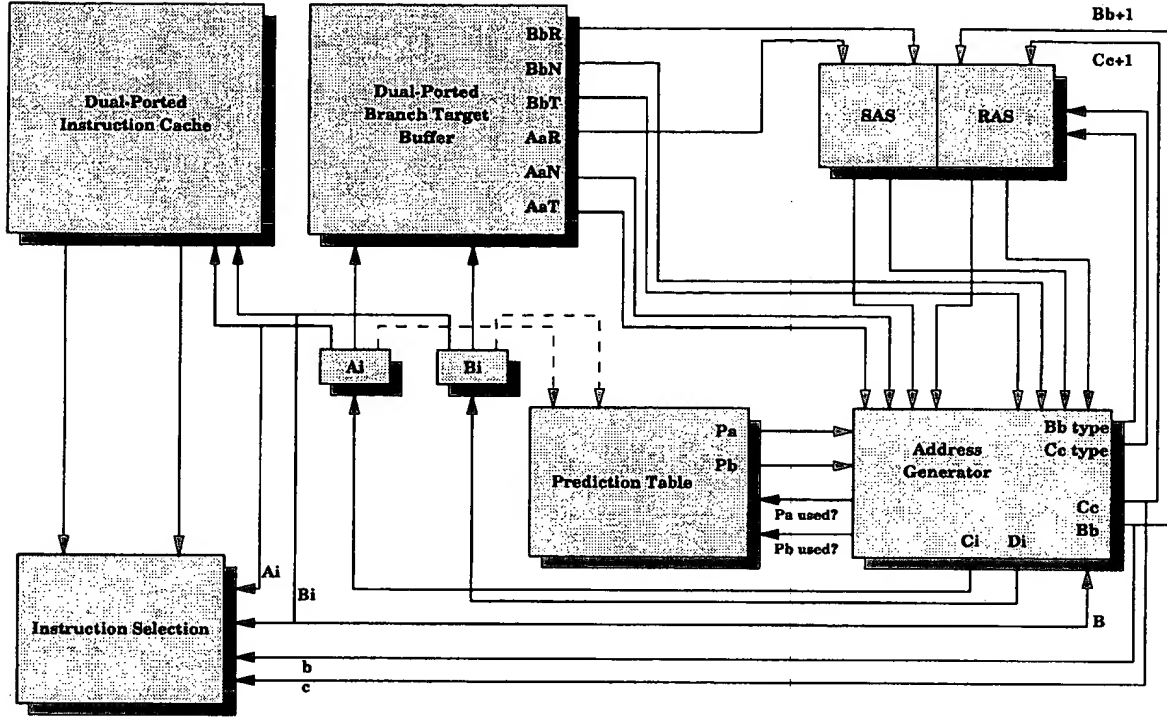 Bb+1
Cc+1
Dual-Ported
Instruction Cache
Dual-Ported
Branch Target
Buffer
BbR
BbN
BbT
AaR
AaN
AaT
SAS
RAS
Ai
Bi
Prediction Table
Pa
Pb
Pa used?
Pb used?
Address
Generator
Bb type
Cc type
Cc
Bb
Ci
Di
Instruction Selection
Ai
Bi
B
b
c